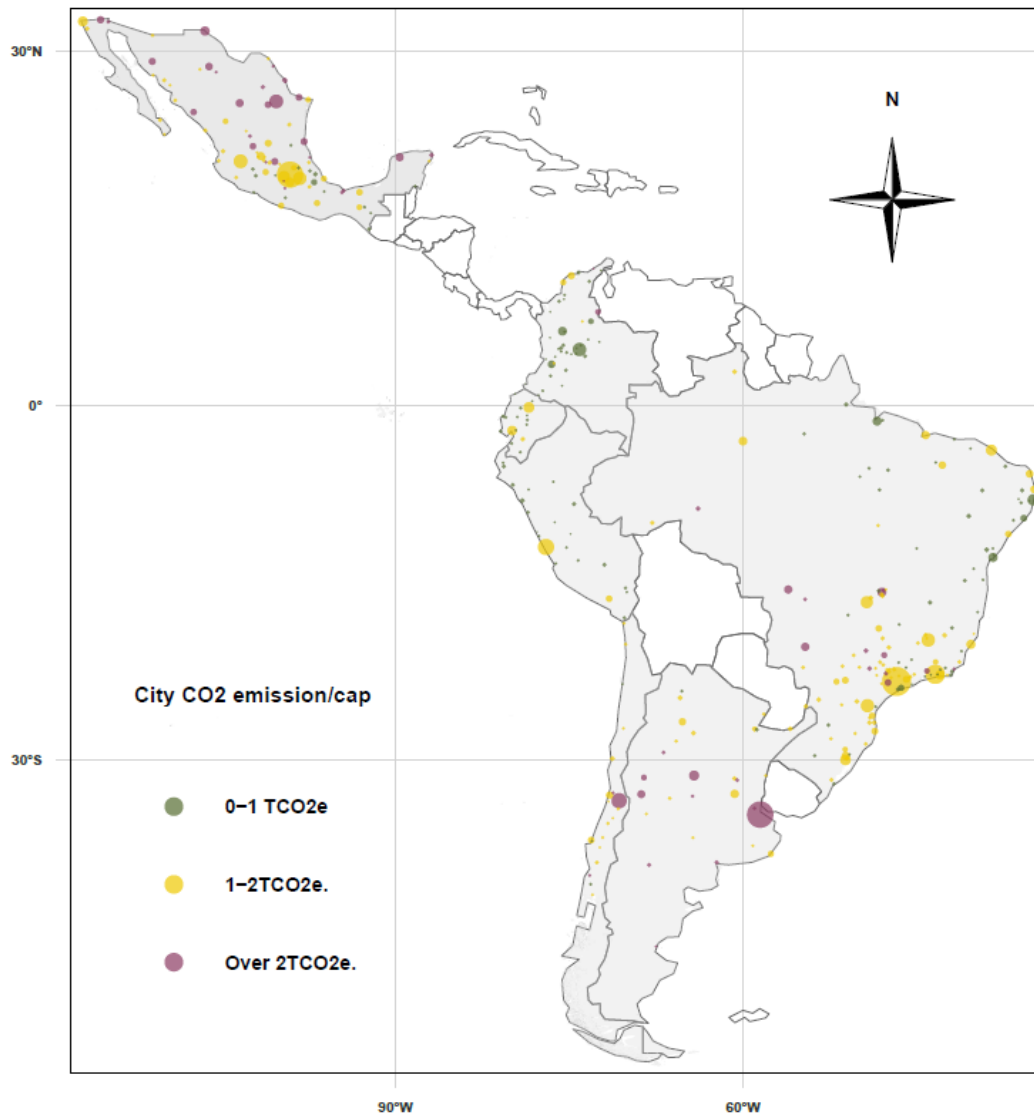 30°N
N
0°
City CO2 emission/cap
30°S
0−1 TCO2e
1−2TCO2e.
Over 2TCO2e.
90°W 60°W